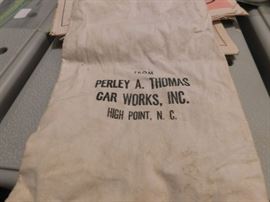 FROM
PERLEY A. THOMAS
CAR WORKS, INC.
HIGH POINT, N. C.